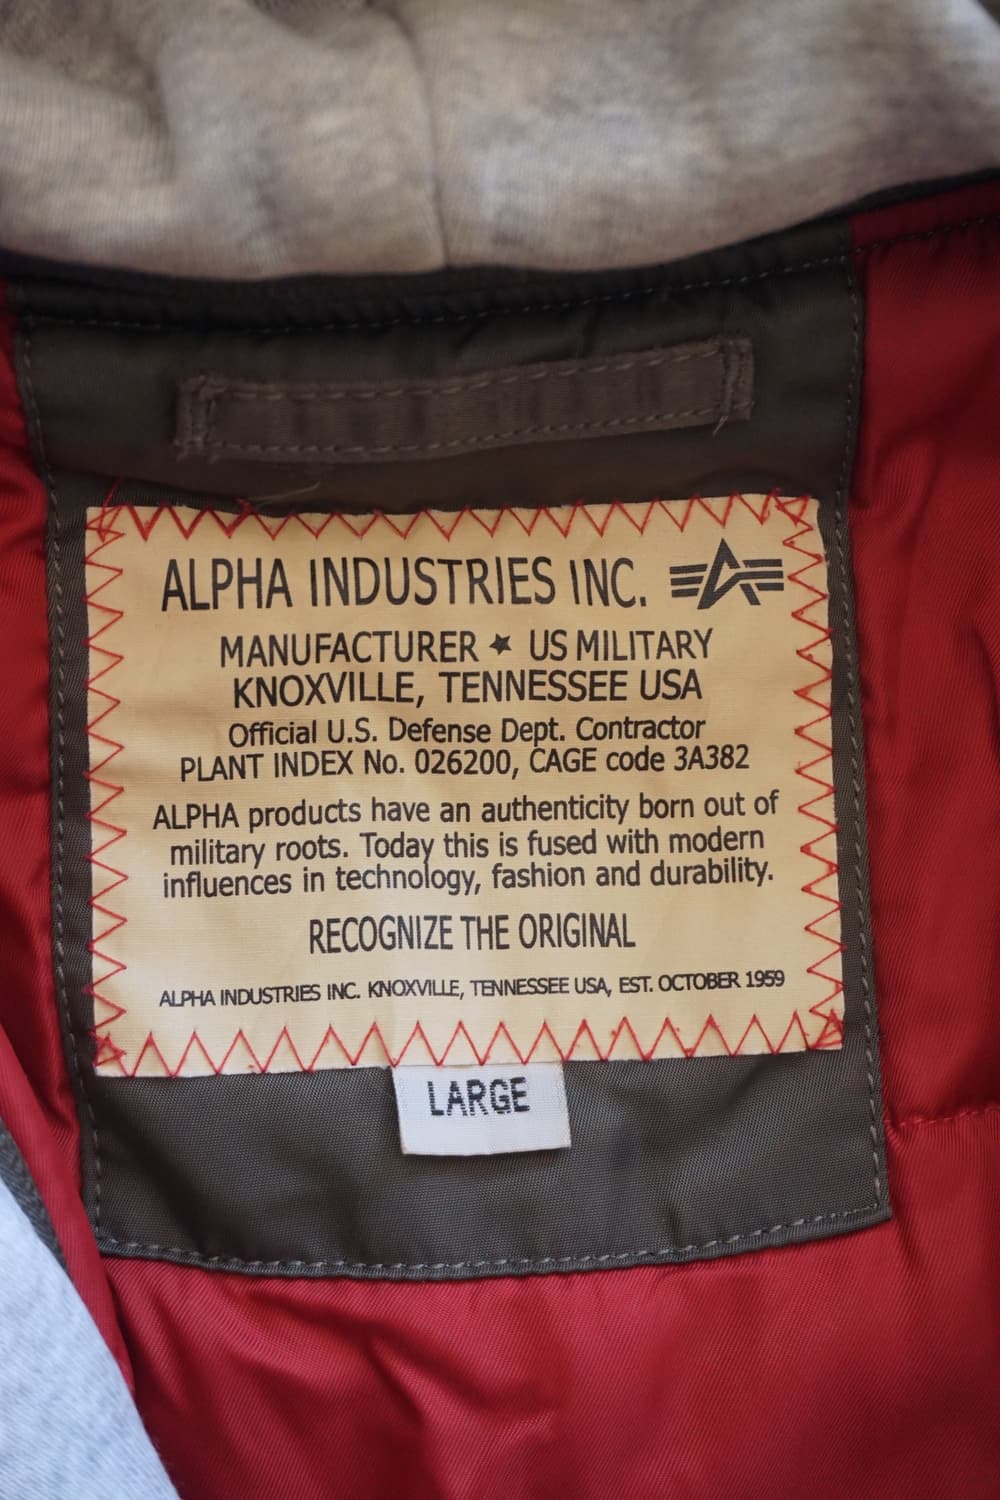 ALPHA INDUSTRIES INC.
MANUFACTURER ★ US MILITARY
KNOXVILLE, TENNESSEE USA
Official U.S. Defense Dept. Contractor
PLANT INDEX No. 026200, CAGE code 3A382
ALPHA products have an authenticity born out of
military roots. Today this is fused with modern
influences in technology, fashion and durability.
RECOGNIZE THE ORIGINAL
ALPHA INDUSTRIES INC. KNOXVILLE, TENNESSEE USA, EST. OCTOBER 1959
LARGE